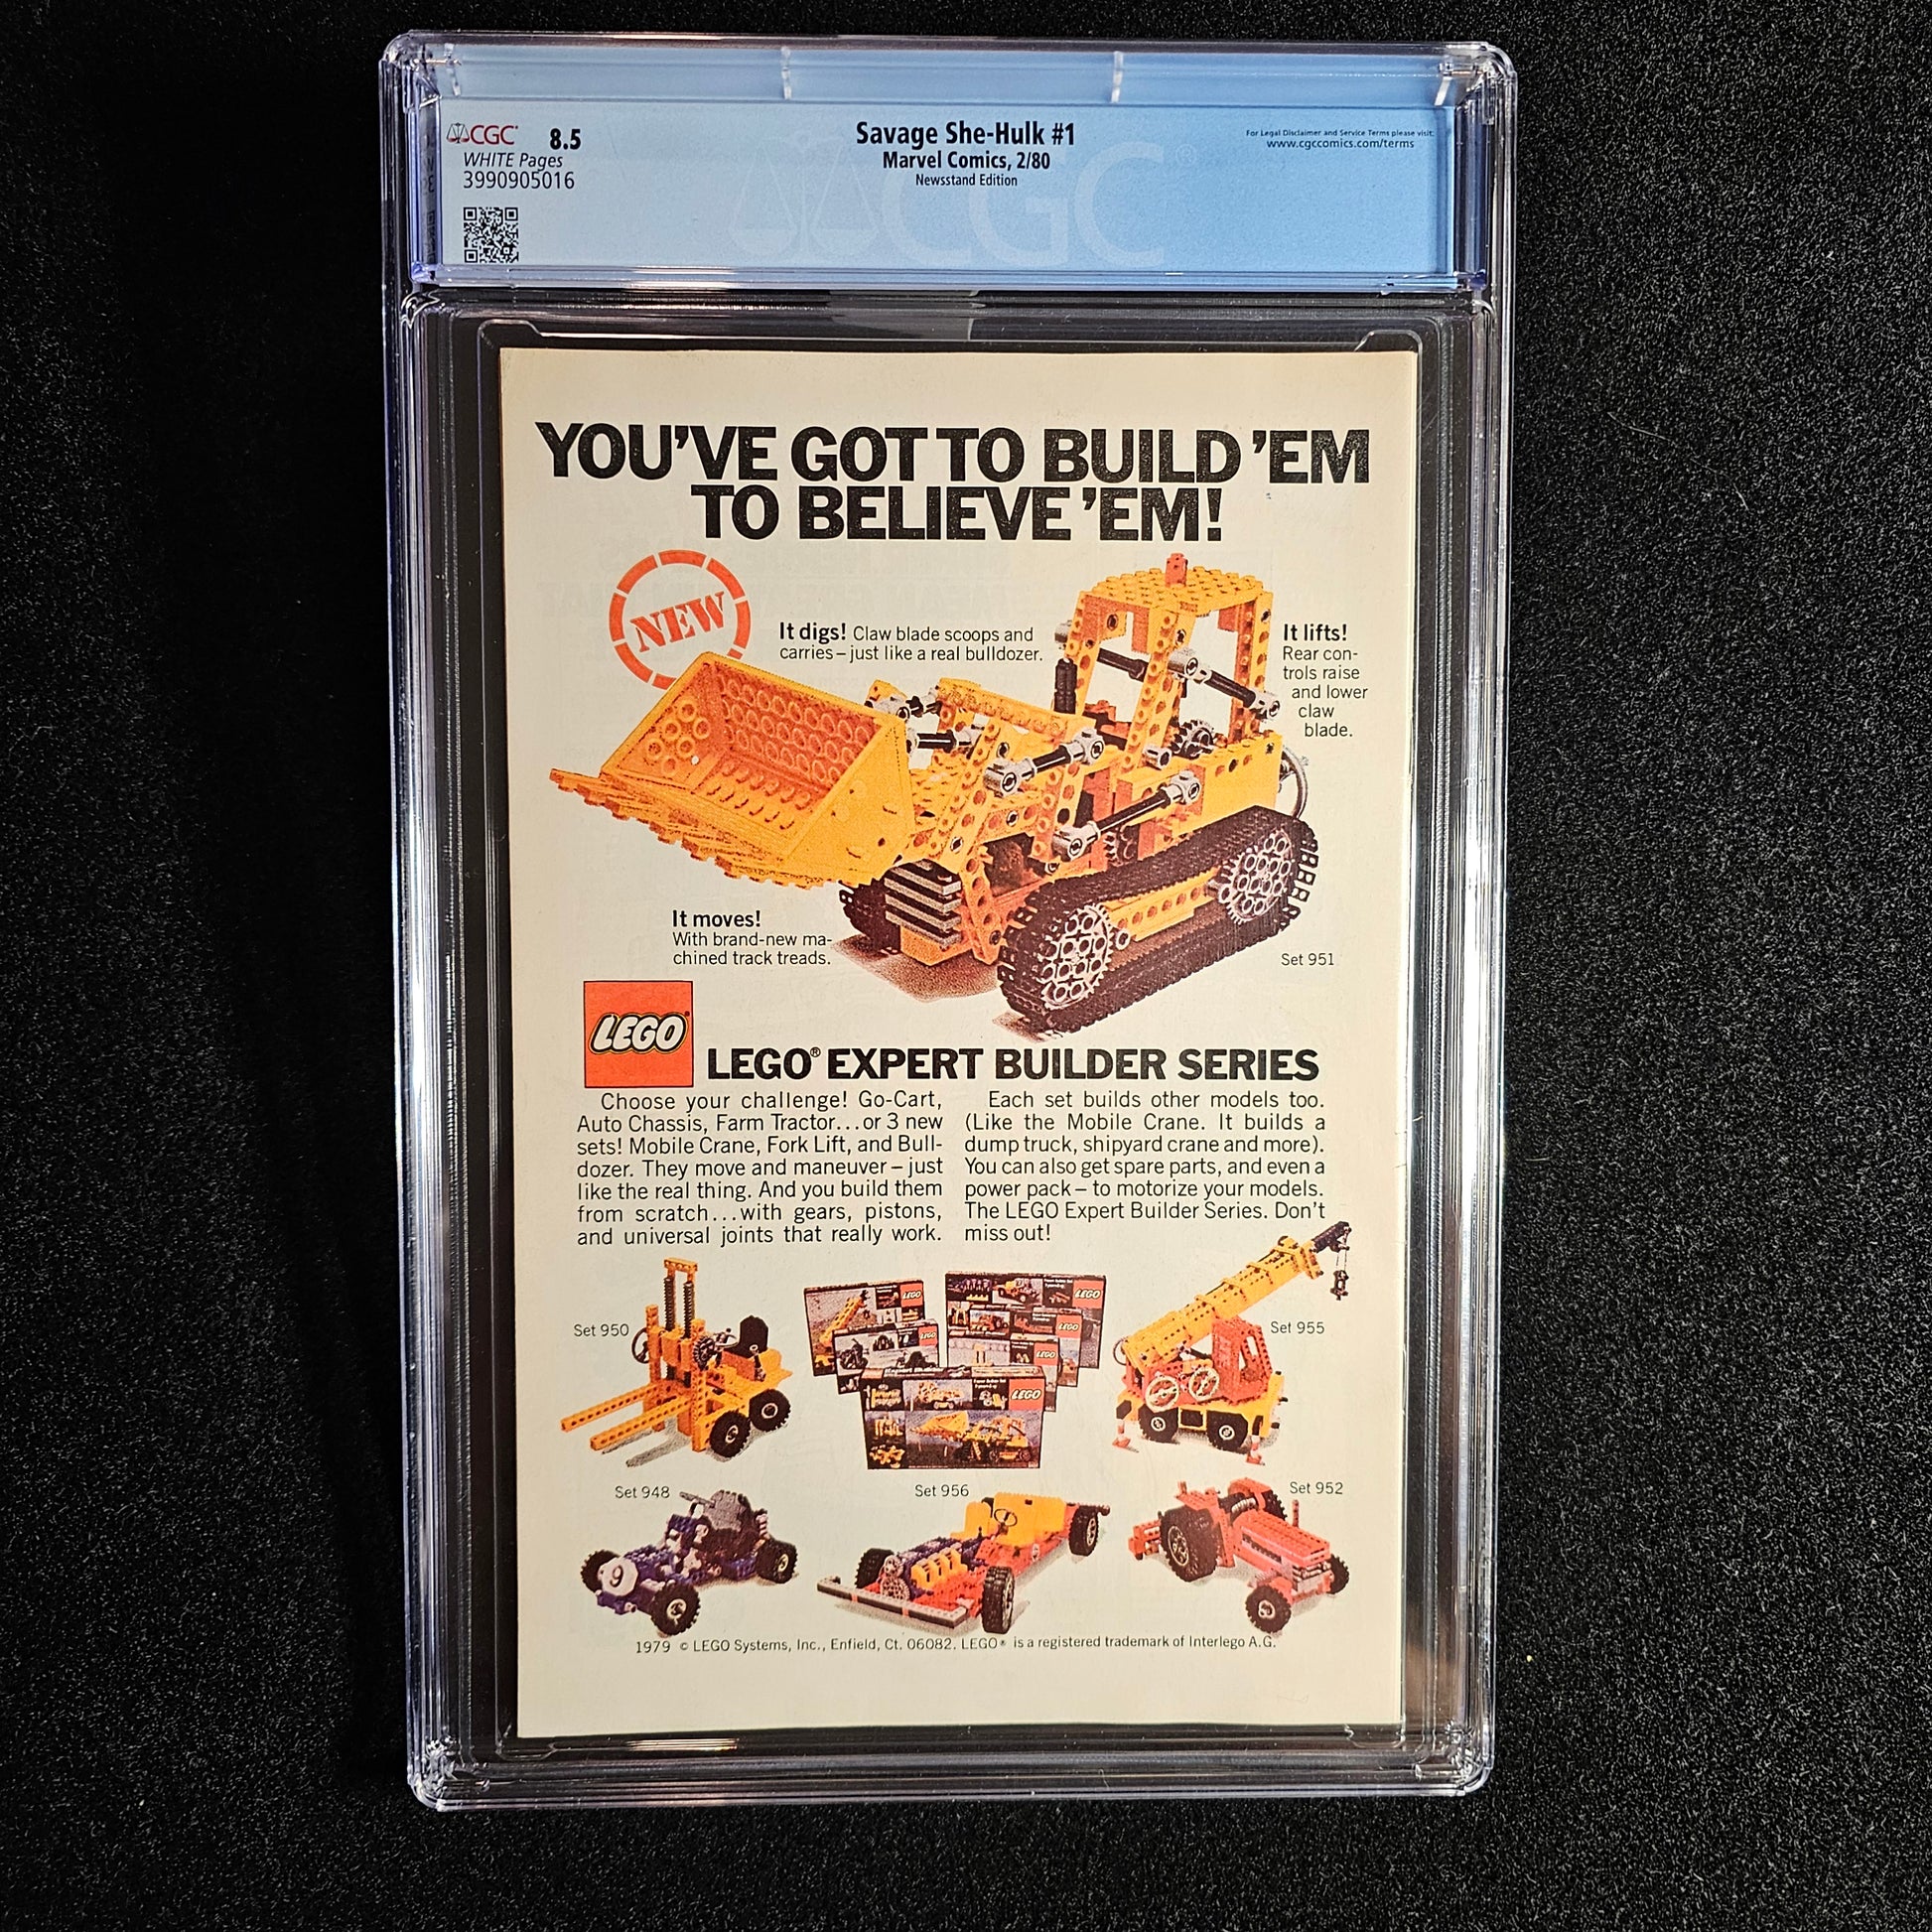 CGC 8.5
WHITE Pages
3990905016
Savage She-Hulk #1
Marvel Comics, 2/80
Newsstand Edition
For Legal Disclaimer and Service Terms please visit:
www.cgccomics.com/terms
CGC
YOU'VE GOT TO BUILD 'EM
TO BELIEVE 'EM!
NEW
It digs! Claw blade scoops and
carries – just like a real bulldozer.
It lifts!
Rear con-
trols raise
and lower
claw
blade.
It moves!
With brand-new ma-
chined track treads.
Set 951
LEGO
LEGO® EXPERT BUILDER SERIES
Choose your challenge! Go-Cart,
Auto Chassis, Farm Tractor...or 3 new
sets! Mobile Crane, Fork Lift, and Bull-
dozer. They move and maneuver – just
like the real thing. And you build them
from scratch...with gears, pistons,
and universal joints that really work.
Each set builds other models too.
(Like the Mobile Crane. It builds a
dump truck, shipyard crane and more).
You can also get spare parts, and even a
power pack – to motorize your models.
The LEGO Expert Builder Series. Don't
miss out!
Set 950
LEGO
LEGO
LEGO
LEGO
LEGO
LEGO
Set 955
Set 948
Set 956
Set 952
9
1979 © LEGO Systems, Inc., Enfield, Ct. 06082. LEGO® is a registered trademark of Interlego A.G.